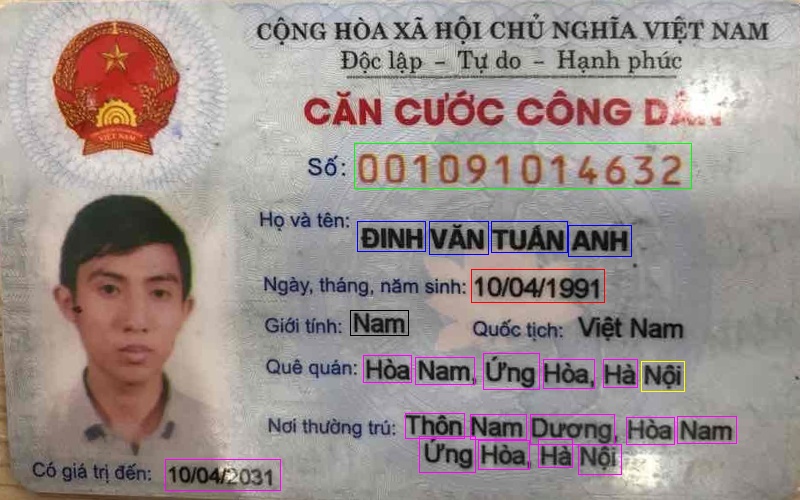 CỘNG HÒA XÃ HỘI CHỦ NGHĨA VIỆT NAM
Độc lập - Tự do - Hạnh phúc
CĂN CƯỚC CÔNG DÂN
Số: 001091014632
Họ và tên: ĐINH VĂN TUẤN ANH
Ngày, tháng, năm sinh: 10/04/1991
Giới tính: Nam Quốc tịch: Việt Nam
Quê quán: Hòa Nam, Ứng Hòa, Hà Nội
Nơi thường trú: Thôn Nam Dương, Hòa Nam
Ứng Hòa, Hà Nội
Có giá trị đến: 10/04/2031